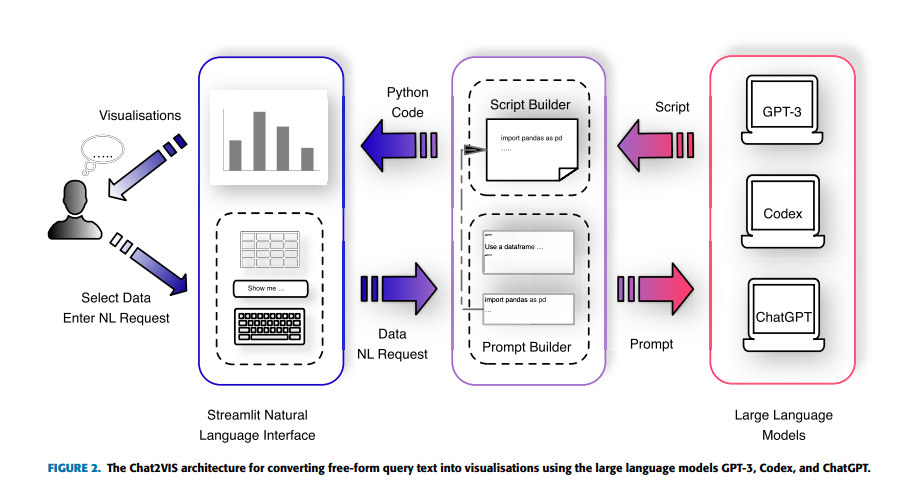 Visualisations
.....
Select Data
Enter NL Request
Show me ...
Streamlit Natural
Language Interface
Python
Code
Data
NL Request
Script Builder
import pandas as pd
.....
"""
Use a dataframe ...
"""
import pandas as pd
...
Prompt Builder
Script
Prompt
GPT-3
Codex
ChatGPT
Large Language
Models
FIGURE 2. The Chat2VIS architecture for converting free-form query text into visualisations using the large language models GPT-3, Codex, and ChatGPT.